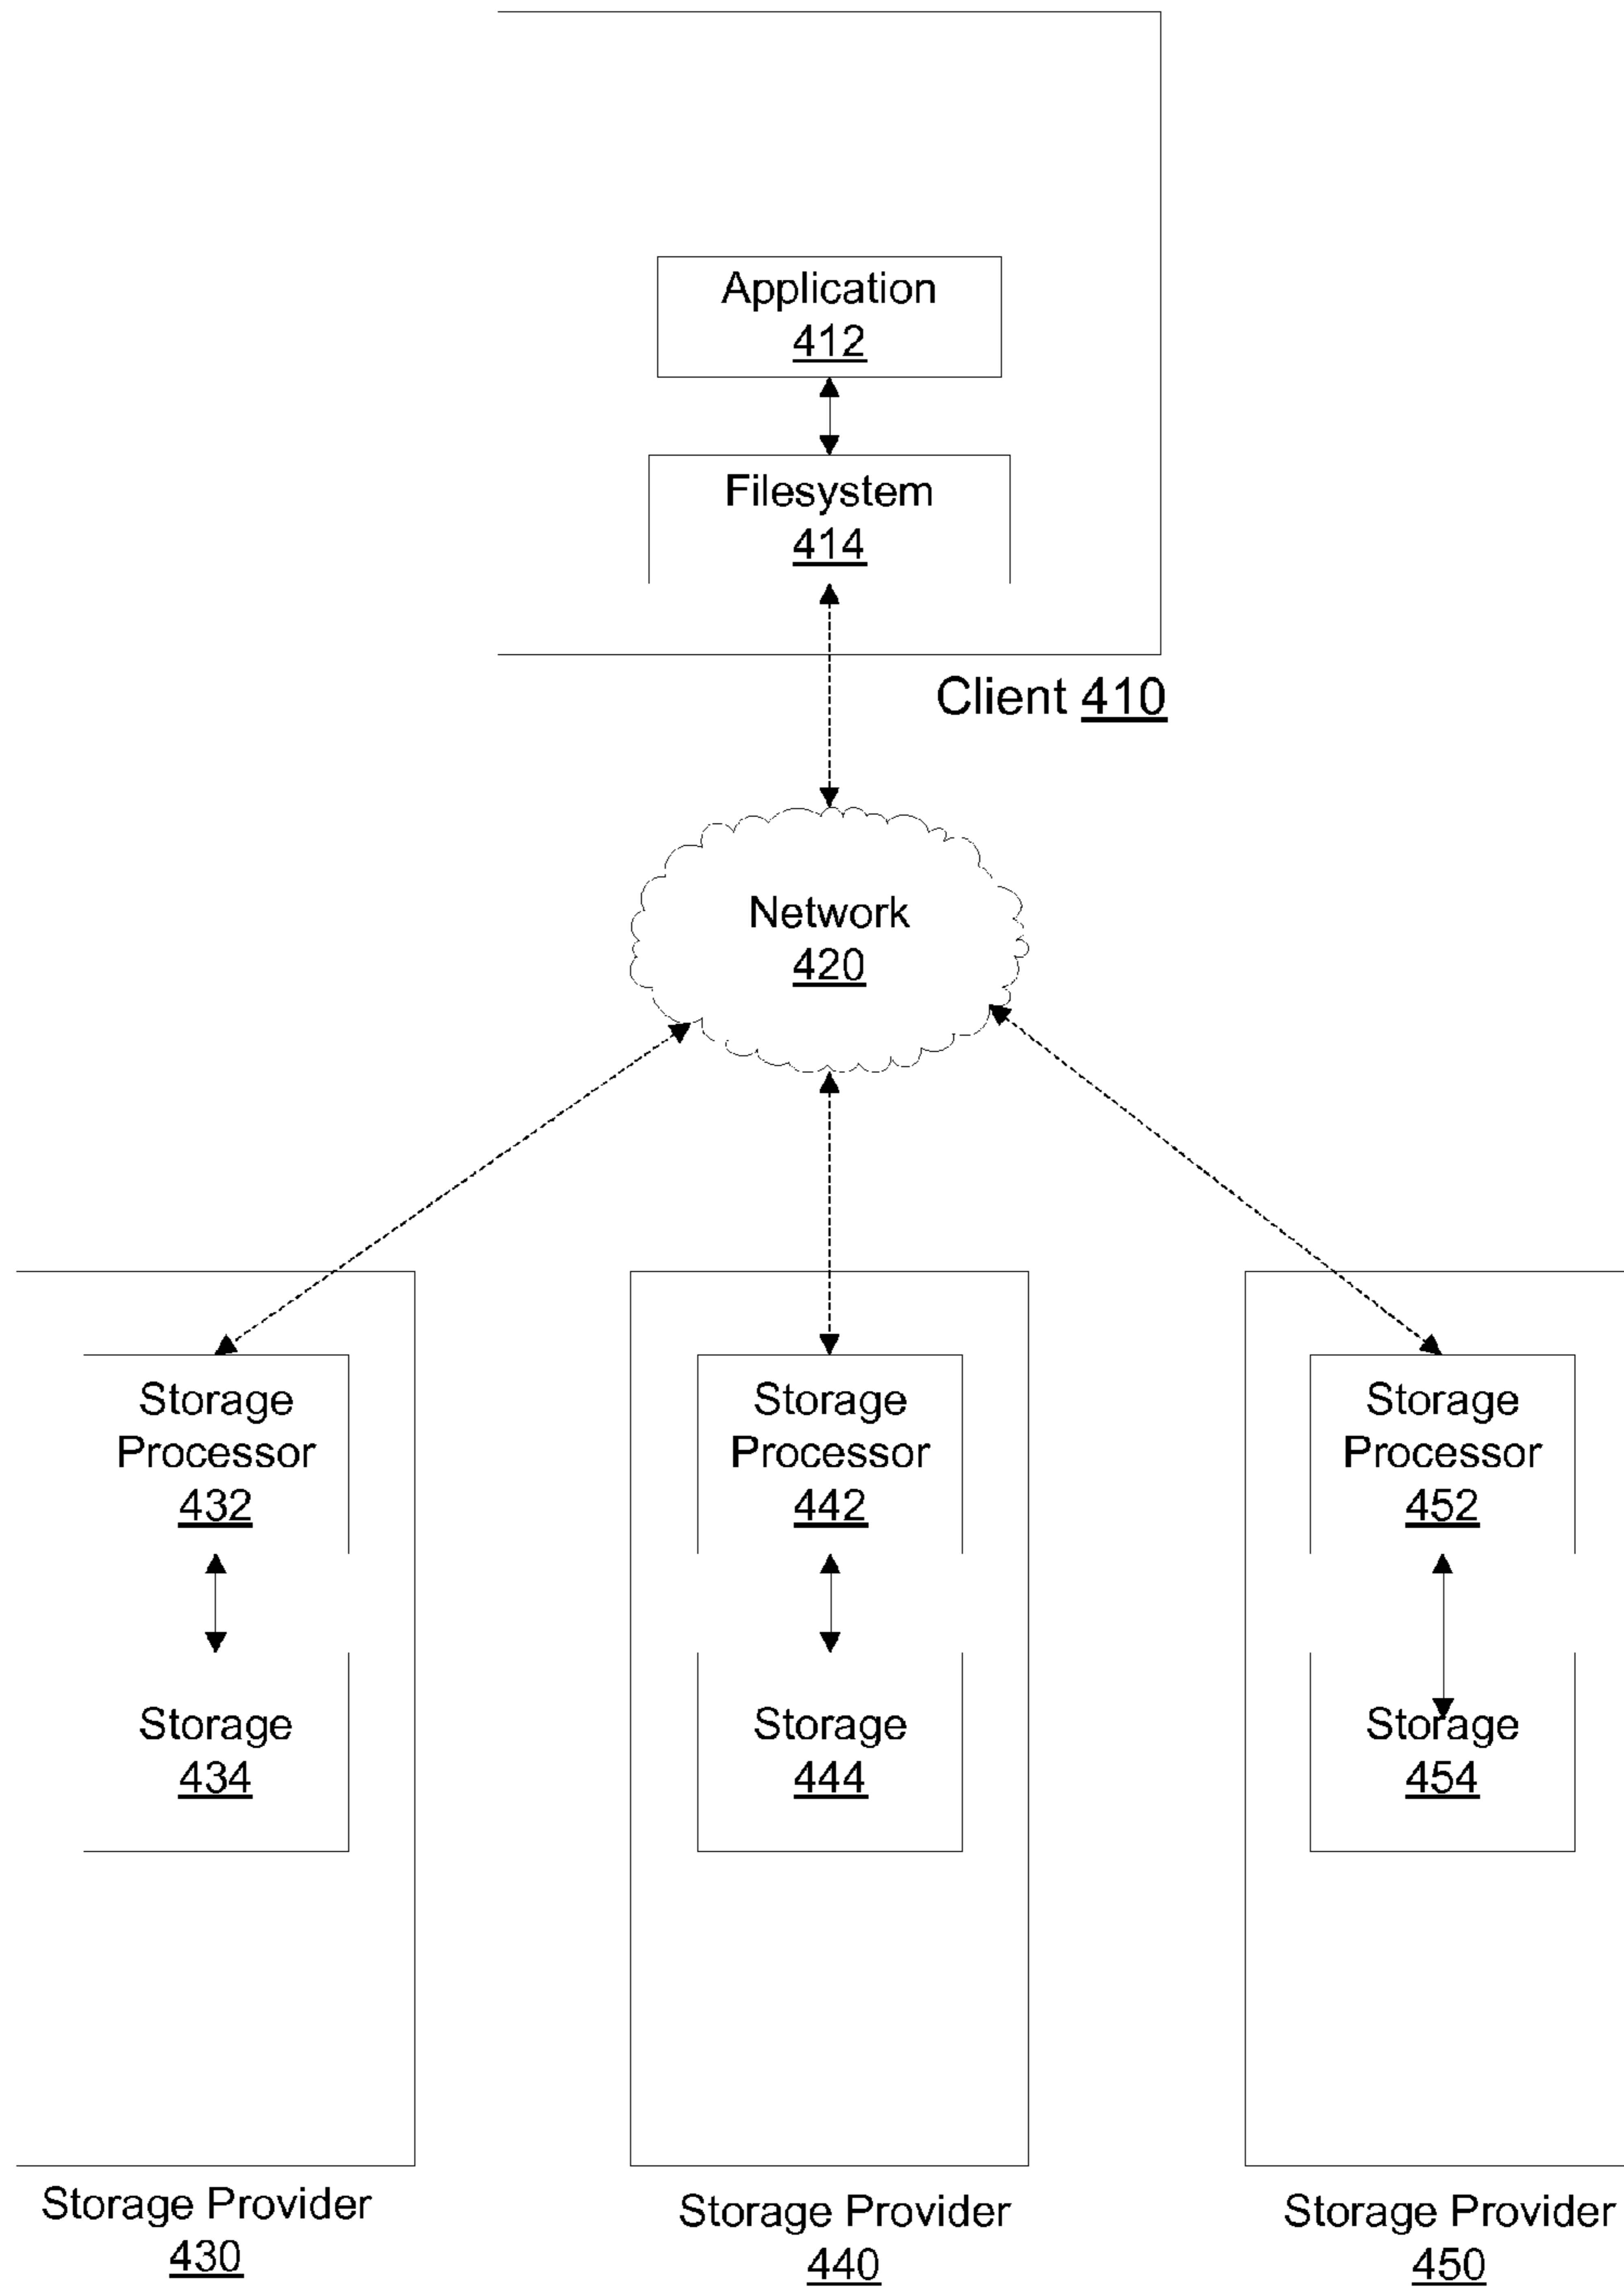 Application
412
Filesystem
414
Client 410
Network
420
Storage
Processor
432
Storage
Processor
442
Storage
Processor
452
Storage
434
Storage
444
Storage
454
Storage Provider
430
Storage Provider
440
Storage Provider
450